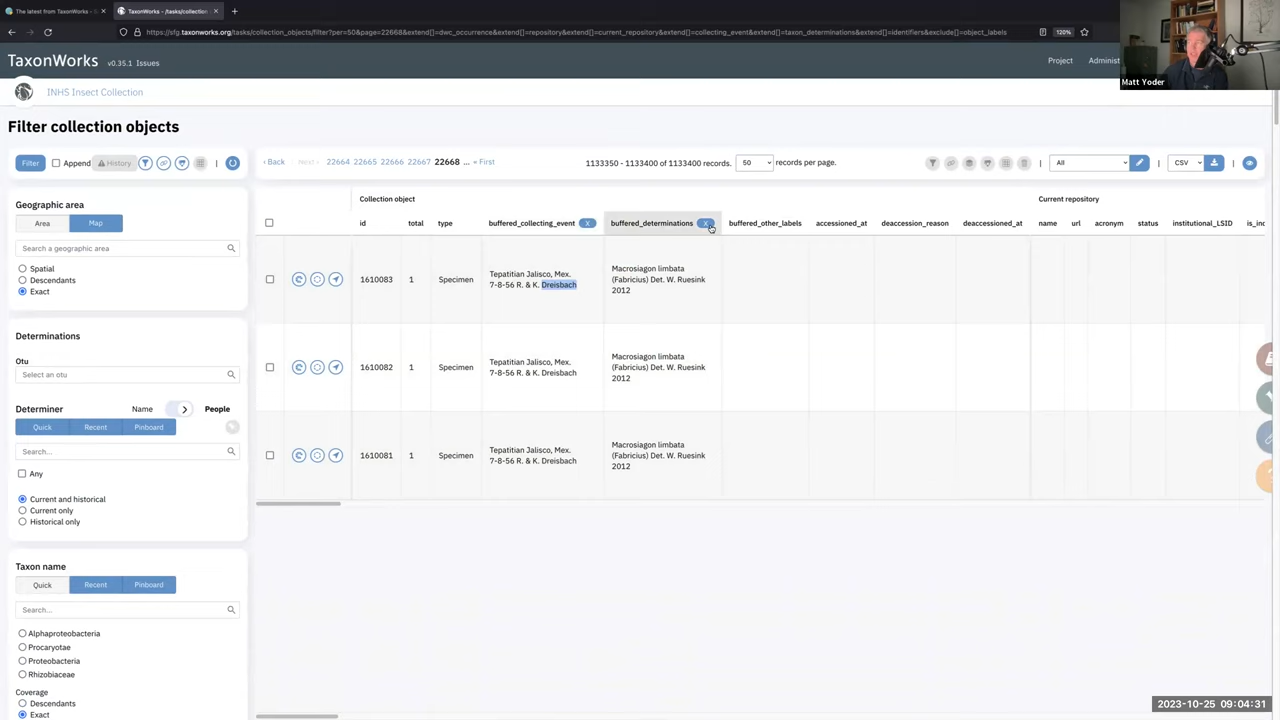 The latest from TaxonWorks - S
TaxonWorks - /tasks/collection
https://sfg.taxonworks.org/tasks/collection_objects/filter?per=50&page=22668&extend[]=dwc_occurrence&extend[]=repository&extend[]=current_repository&extend[]=collecting_event&extend[]=taxon_determinations&extend[]=identifiers&exclude[]=object_labels
120%
TaxonWorks v0.35.1 Issues
Project Administ
Matt Yoder
INHS Insect Collection
Filter collection objects
Filter Append History
Back Next 22664 22665 22666 22667 22668 ... « First
1133350 - 1133400 of 1133400 records. 50 records per page.
All CSV
Geographic area
Area Map
Search a geographic area
Spatial
Descendants
Exact
Determinations
Otu
Select an otu
Determiner Name People
Quick Recent Pinboard
Search...
Any
Current and historical
Current only
Historical only
Taxon name
Quick Recent Pinboard
Search...
Alphaproteobacteria
Procaryotae
Proteobacteria
Rhizobiaceae
Coverage
Descendants
Exact
Collection object Current repository
id total type buffered_collecting_event X buffered_determinations X buffered_other_labels accessioned_at deaccession_reason deaccessioned_at name url acronym status institutional_LSID is_inc
1610083 1 Specimen
Tepatitian Jalisco, Mex.
7-8-56 R. & K. Dreisbach
Macrosiagon limbata
(Fabricius) Det. W. Ruesink
2012
1610082 1 Specimen
Tepatitian Jalisco, Mex.
7-8-56 R. & K. Dreisbach
Macrosiagon limbata
(Fabricius) Det. W. Ruesink
2012
1610081 1 Specimen
Tepatitian Jalisco, Mex.
7-8-56 R. & K. Dreisbach
Macrosiagon limbata
(Fabricius) Det. W. Ruesink
2012
2023-10-25 09:04:31